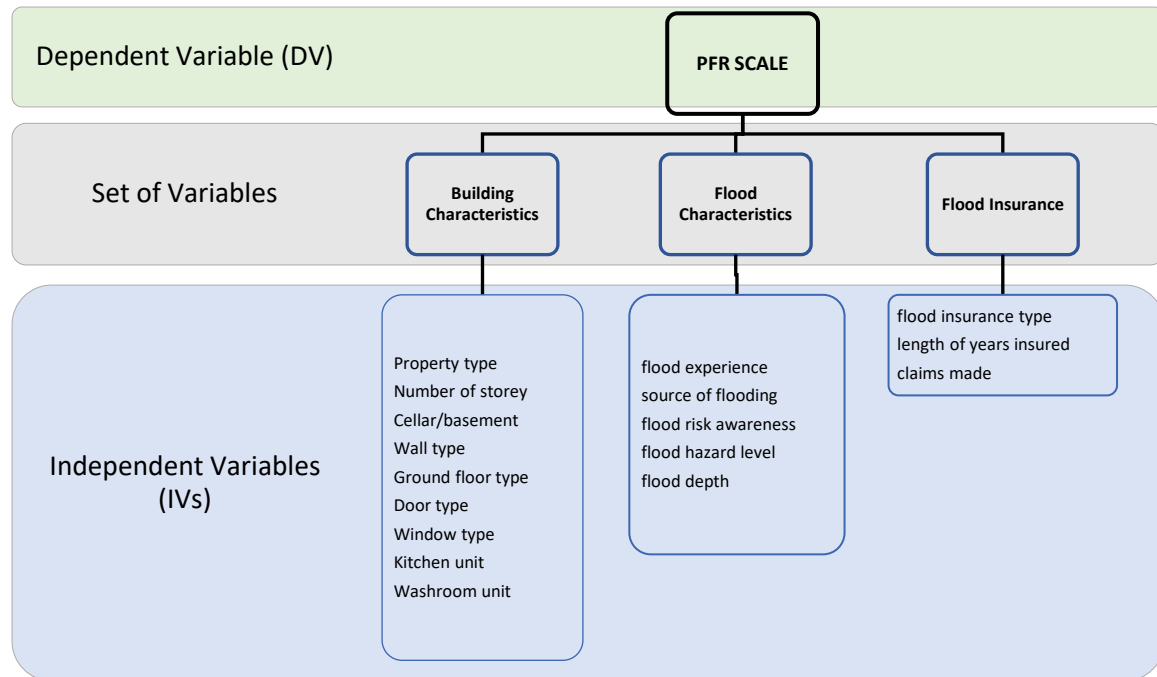 Dependent Variable (DV)
PFR SCALE
Set of Variables
Building
Characteristics
Flood
Characteristics
Flood Insurance
Independent Variables
(IVs)
Property type
Number of storey
Cellar/basement
Wall type
Ground floor type
Door type
Window type
Kitchen unit
Washroom unit
flood experience
source of flooding
flood risk awareness
flood hazard level
flood depth
flood insurance type
length of years insured
claims made